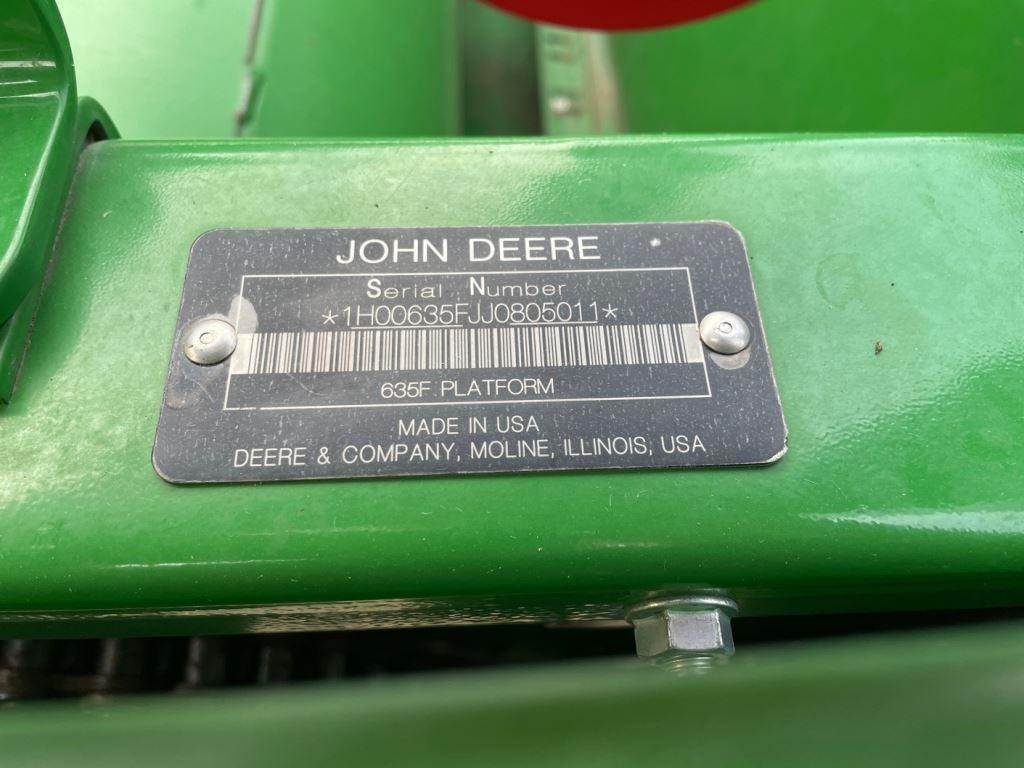 JOHN DEERE
Serial Number
*1H00635FJJ0805011*
635F PLATFORM
MADE IN USA
DEERE & COMPANY, MOLINE, ILLINOIS, USA